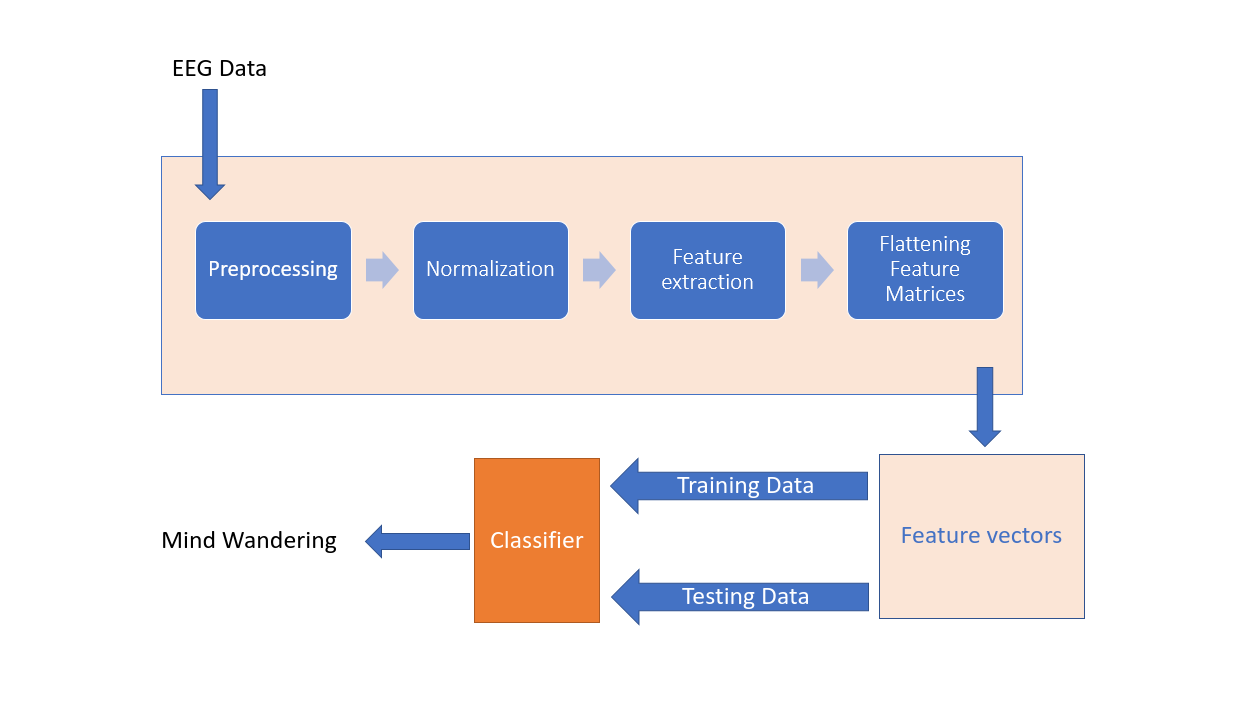 EEG Data
Preprocessing
Normalization
Feature
extraction
Flattening
Feature
Matrices
Training Data
Feature vectors
Classifier
Mind Wandering
Testing Data